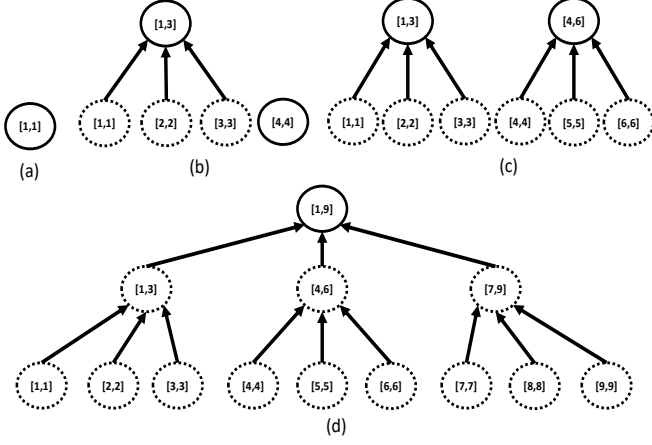 [1,3] [1,3] [4,6]
[1,1] [1,1] [2,2] [3,3] [4,4] [1,1] [2,2] [3,3] [4,4] [5,5] [6,6]
(a) (b) (c)
[1,9]
[1,3] [4,6] [7,9]
[1,1] [2,2] [3,3] [4,4] [5,5] [6,6] [7,7] [8,8] [9,9]
(d)